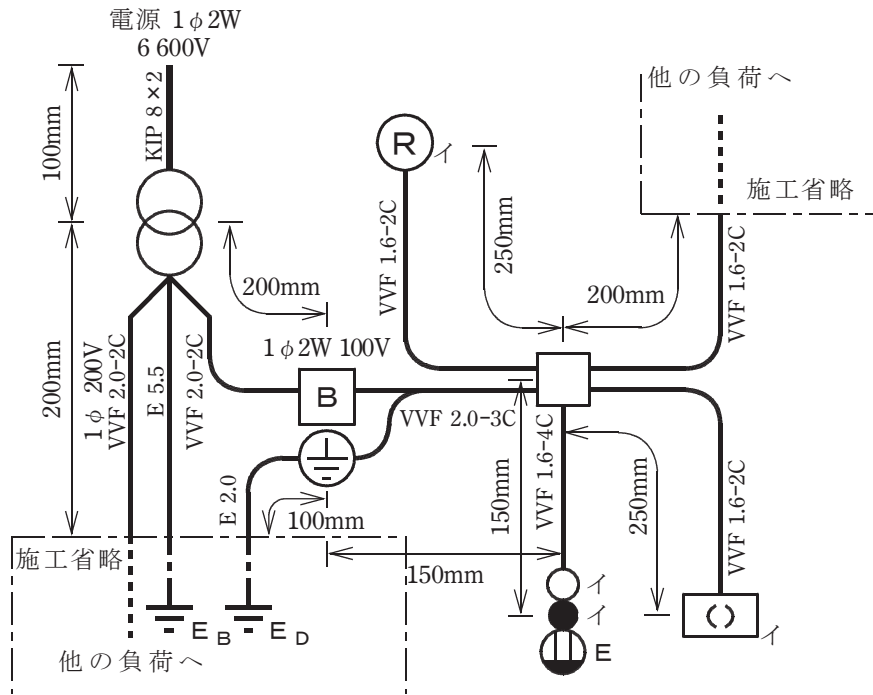 電源 1φ2W
6 600V
他の負荷へ
施工省略
100mm
KIP 8×2
R イ
VVF 1.6-2C
250mm
200mm
VVF 1.6-2C
200mm
200mm
1φ 200V
VVF 2.0-2C
E 5.5
VVF 2.0-2C
1φ2W 100V
B
VVF 2.0-3C
E 2.0
100mm
150mm
150mm
VVF 1.6-4C
250mm
VVF 1.6-2C
施工省略
EB
ED
他の負荷へ
イ
イ
E
イ